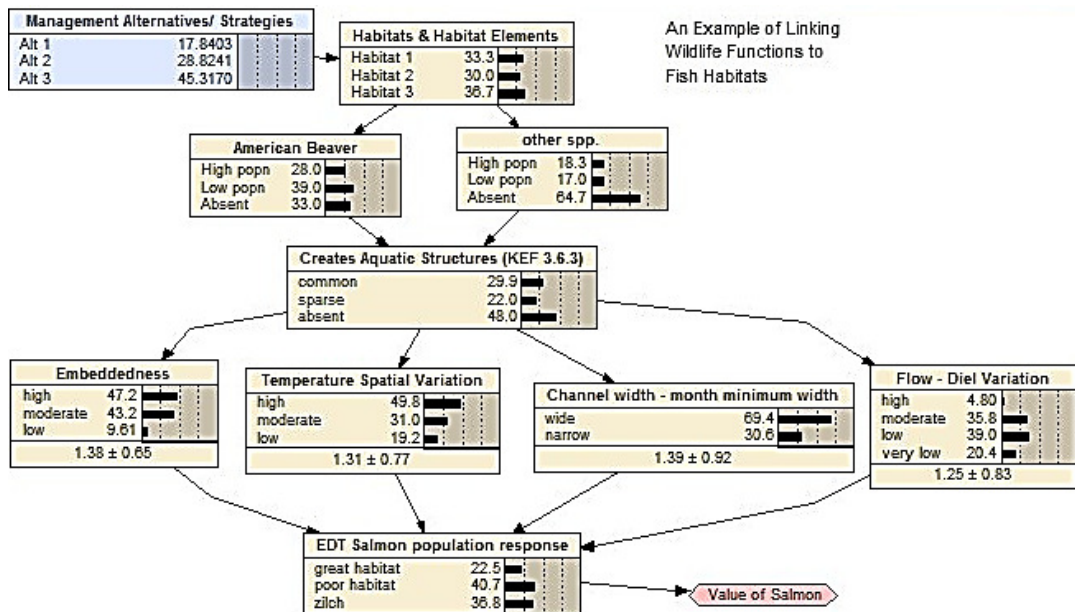 Management Alternatives/ Strategies
Alt 1 17.8403
Alt 2 28.8241
Alt 3 45.3170
Habitats & Habitat Elements
Habitat 1 33.3
Habitat 2 30.0
Habitat 3 36.7
An Example of Linking
Wildlife Functions to
Fish Habitats
American Beaver
High popn 28.0
Low popn 39.0
Absent 33.0
other spp.
High popn 18.3
Low popn 17.0
Absent 64.7
Creates Aquatic Structures (KEF 3.6.3)
common 29.9
sparse 22.0
absent 48.0
Embeddedness
high 47.2
moderate 43.2
low 9.61
1.38 ± 0.65
Temperature Spatial Variation
high 49.8
moderate 31.0
low 19.2
1.31 ± 0.77
Channel width - month minimum width
wide 69.4
narrow 30.6
1.39 ± 0.92
Flow - Diel Variation
high 4.80
moderate 35.8
low 39.0
very low 20.4
1.25 ± 0.83
EDT Salmon population response
great habitat 22.5
poor habitat 40.7
zilch 36.8
Value of Salmon